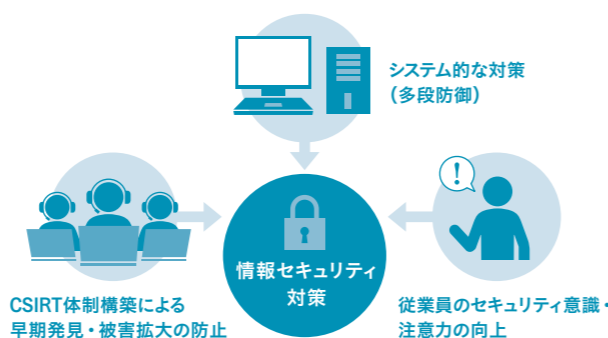 システム的な対策
（多段防御）
!
情報セキュリティ
対策
CSIRT体制構築による
早期発見・被害拡大の防止
従業員のセキュリティ意識・
注意力の向上